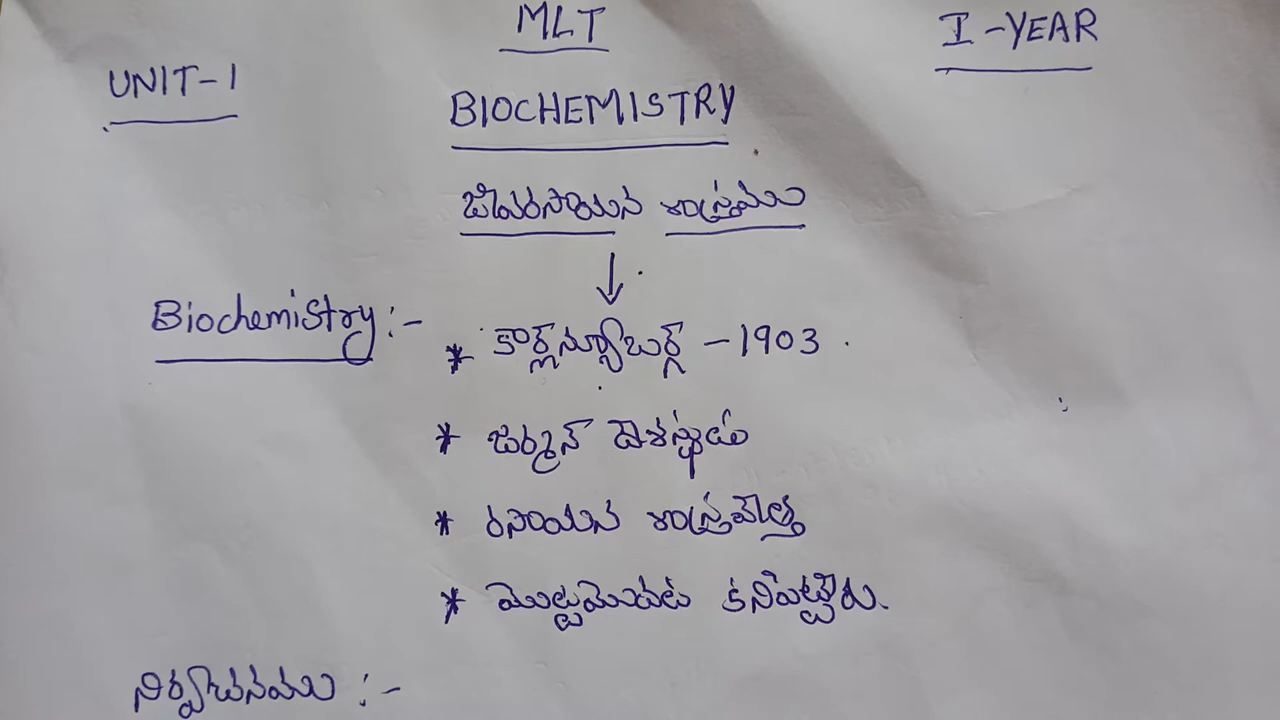 MLT
I-YEAR
UNIT-1
BIOCHEMISTRY
జీవరసాయన శాస్త్రము
Biochemistry:-
* కార్ల్‌న్యూబర్గ్ - 1903.
* జర్మన్ దేశస్థుడు
* రసాయన శాస్త్రవేత్త
* మొట్టమొదట కనిపెట్టారు.
నిర్వచనము :-